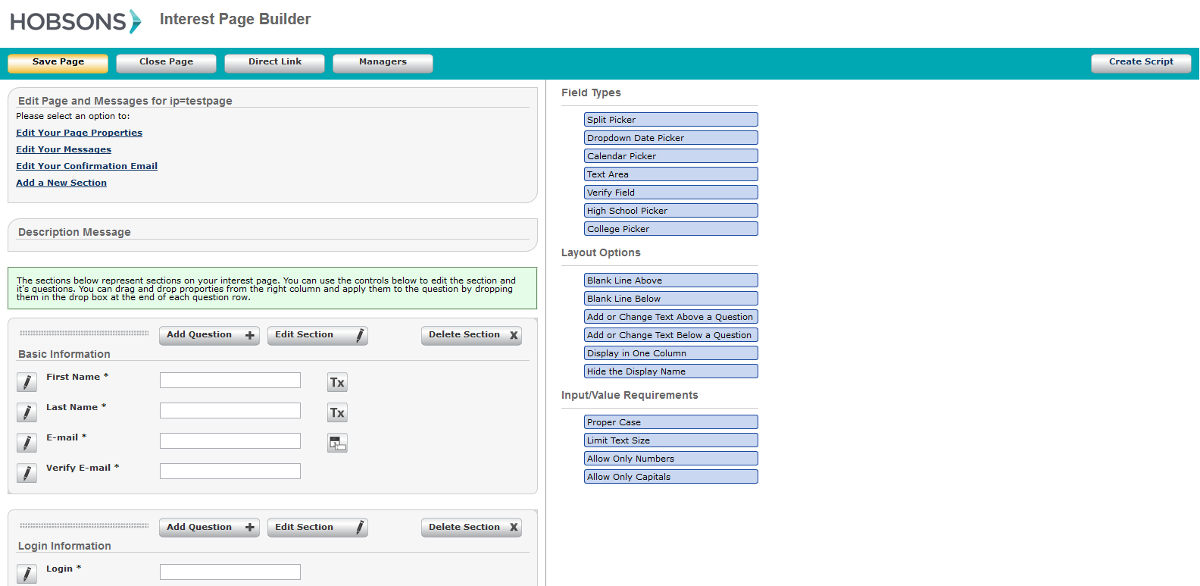 HOBSONS
Interest Page Builder
Save Page
Close Page
Direct Link
Managers
Create Script
Edit Page and Messages for ip=testpage
Please select an option to:
Edit Your Page Properties
Edit Your Messages
Edit Your Confirmation Email
Add a New Section
Description Message
The sections below represent sections on your interest page. You can use the controls below to edit the section and
it's questions. You can drag and drop proporties from the right column and apply them to the question by dropping
them in the drop box at the end of each question row.
Add Question +
Edit Section
Delete Section X
Basic Information
First Name *
Tx
Last Name *
Tx
E-mail *
Verify E-mail *
Add Question +
Edit Section
Delete Section X
Login Information
Login *
Field Types
Split Picker
Dropdown Date Picker
Calendar Picker
Text Area
Verify Field
High School Picker
College Picker
Layout Options
Blank Line Above
Blank Line Below
Add or Change Text Above a Question
Add or Change Text Below a Question
Display in One Column
Hide the Display Name
Input/Value Requirements
Proper Case
Limit Text Size
Allow Only Numbers
Allow Only Capitals